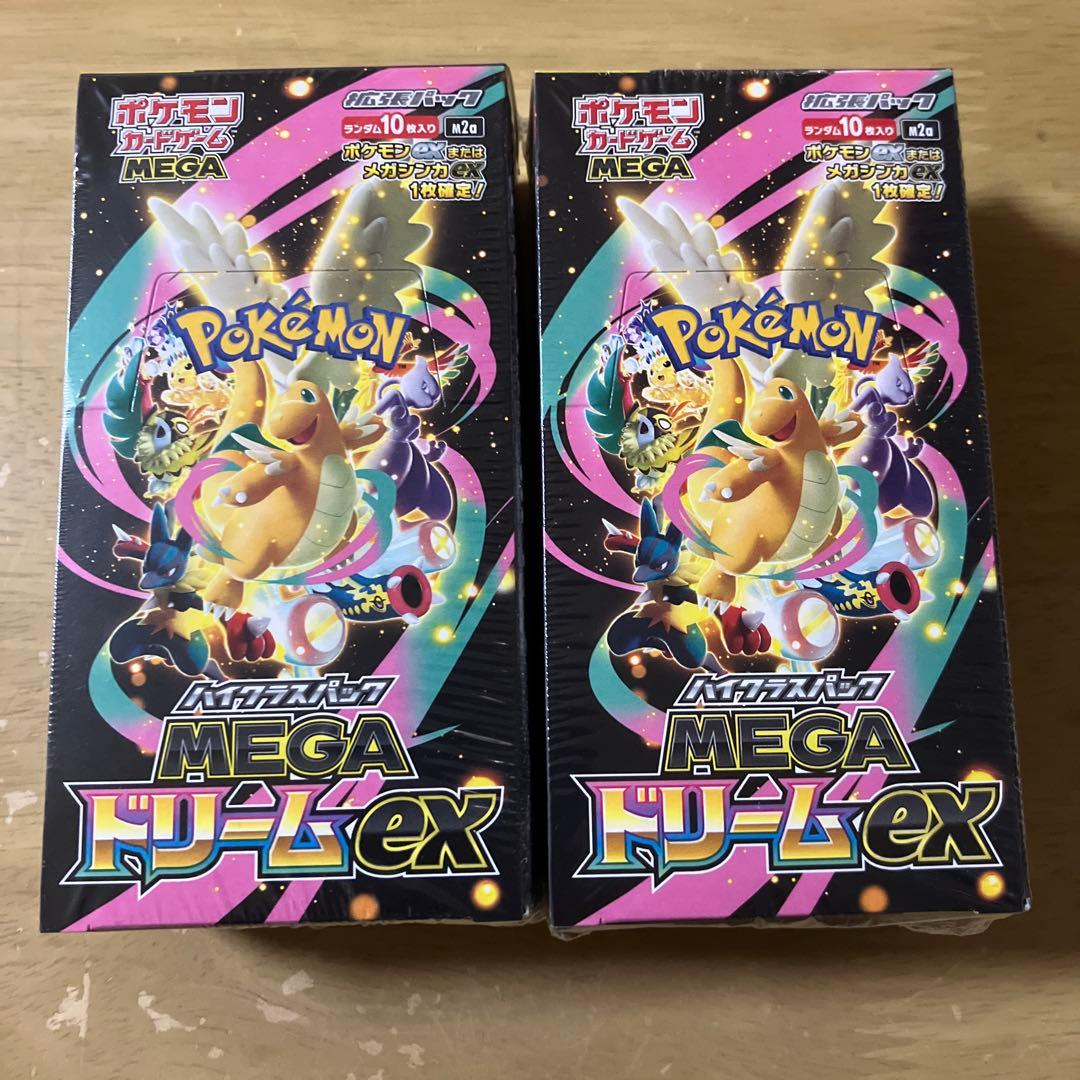 ポケモン
カードゲーム
MEGA
拡張パック
ランダム10枚入り M2a
ポケモンexまたは
メガシンカex
1枚確定!
POKéMON
TM
ハイクラスパック
MEGA
ドリームex
ポケモン
カードゲーム
MEGA
拡張パック
ランダム10枚入り M2a
ポケモンexまたは
メガシンカex
1枚確定!
POKéMON
TM
ハイクラスパック
MEGA
ドリームex